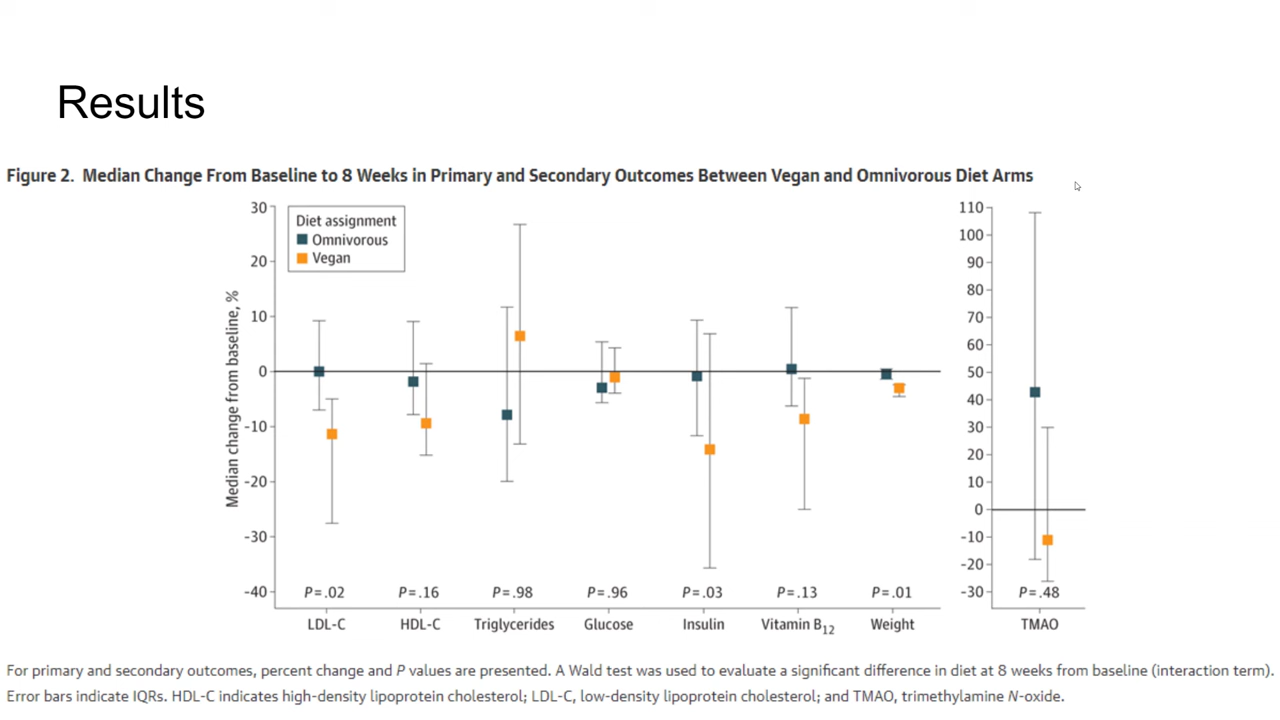 Results
Figure 2. Median Change From Baseline to 8 Weeks in Primary and Secondary Outcomes Between Vegan and Omnivorous Diet Arms
Diet assignment
Omnivorous
Vegan
Median change from baseline, %
30
20
10
0
-10
-20
-30
-40
P=.02
P=.16
P=.98
P=.96
P=.03
P=.13
P=.01
LDL-C
HDL-C
Triglycerides
Glucose
Insulin
Vitamin B12
Weight
110
100
90
80
70
60
50
40
30
20
10
0
-10
-20
-30
P=.48
TMAO
For primary and secondary outcomes, percent change and P values are presented. A Wald test was used to evaluate a significant difference in diet at 8 weeks from baseline (interaction term).
Error bars indicate IQRs. HDL-C indicates high-density lipoprotein cholesterol; LDL-C, low-density lipoprotein cholesterol; and TMAO, trimethylamine N-oxide.